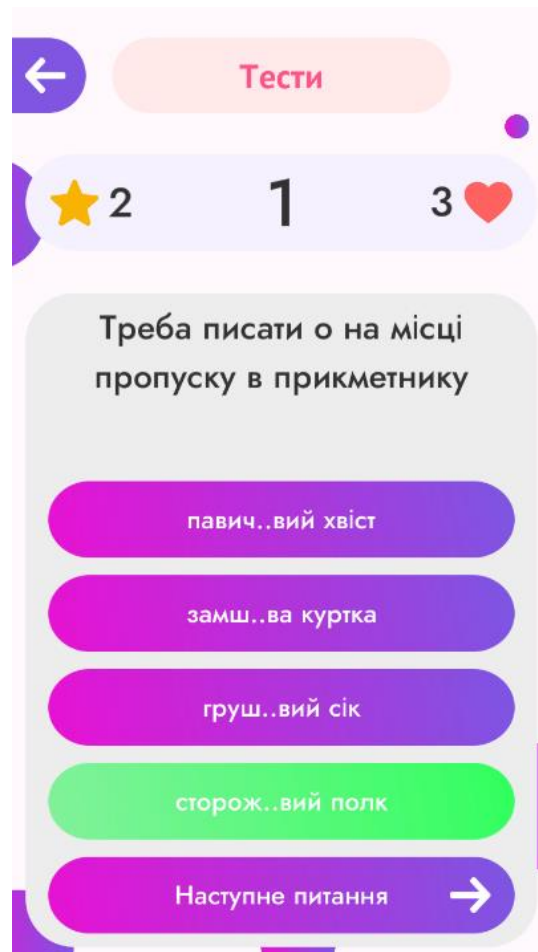 Тести
2 1 3
Треба писати о на місці
пропуску в прикметнику
павич..вий хвіст
замш..ва куртка
груш..вий сік
сторож..вий полк
Наступне питання